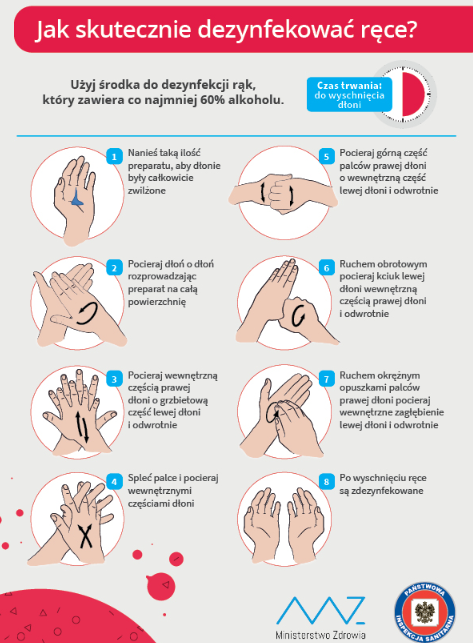 Jak skutecznie dezynfekować ręce?
Użyj środka do dezynfekcji rąk,
który zawiera co najmniej 60% alkoholu.
Czas trwania:
do wyschnięcia
dłoni
1
Nanieś taką ilość
preparatu, aby dłonie
były całkowicie
zwilżone
2
Pocieraj dłoń o dłoń
rozprowadzając
preparat na całą
powierzchnię
3
Pocieraj wewnętrzną
częścią prawej
dłoni o grzbietową
część lewej dłoni
i odwrotnie
4
Spleć palce i pocieraj
wewnętrznymi
częściami dłoni
5
Pocieraj górną część
palców prawej dłoni
o wewnętrzną część
lewej dłoni i odwrotnie
6
Ruchem obrotowym
pocieraj kciuk lewej
dłoni wewnętrzną
częścią prawej dłoni
i odwrotnie
7
Ruchem okrężnym
opuszkami palców
prawej dłoni pocieraj
wewnętrzne zagłębienie
lewej dłoni i odwrotnie
8
Po wyschnięciu ręce
są zdezynfekowane
Ministerstwo Zdrowia
PAŃSTWOWA
INSPEKCJA SANITARNA